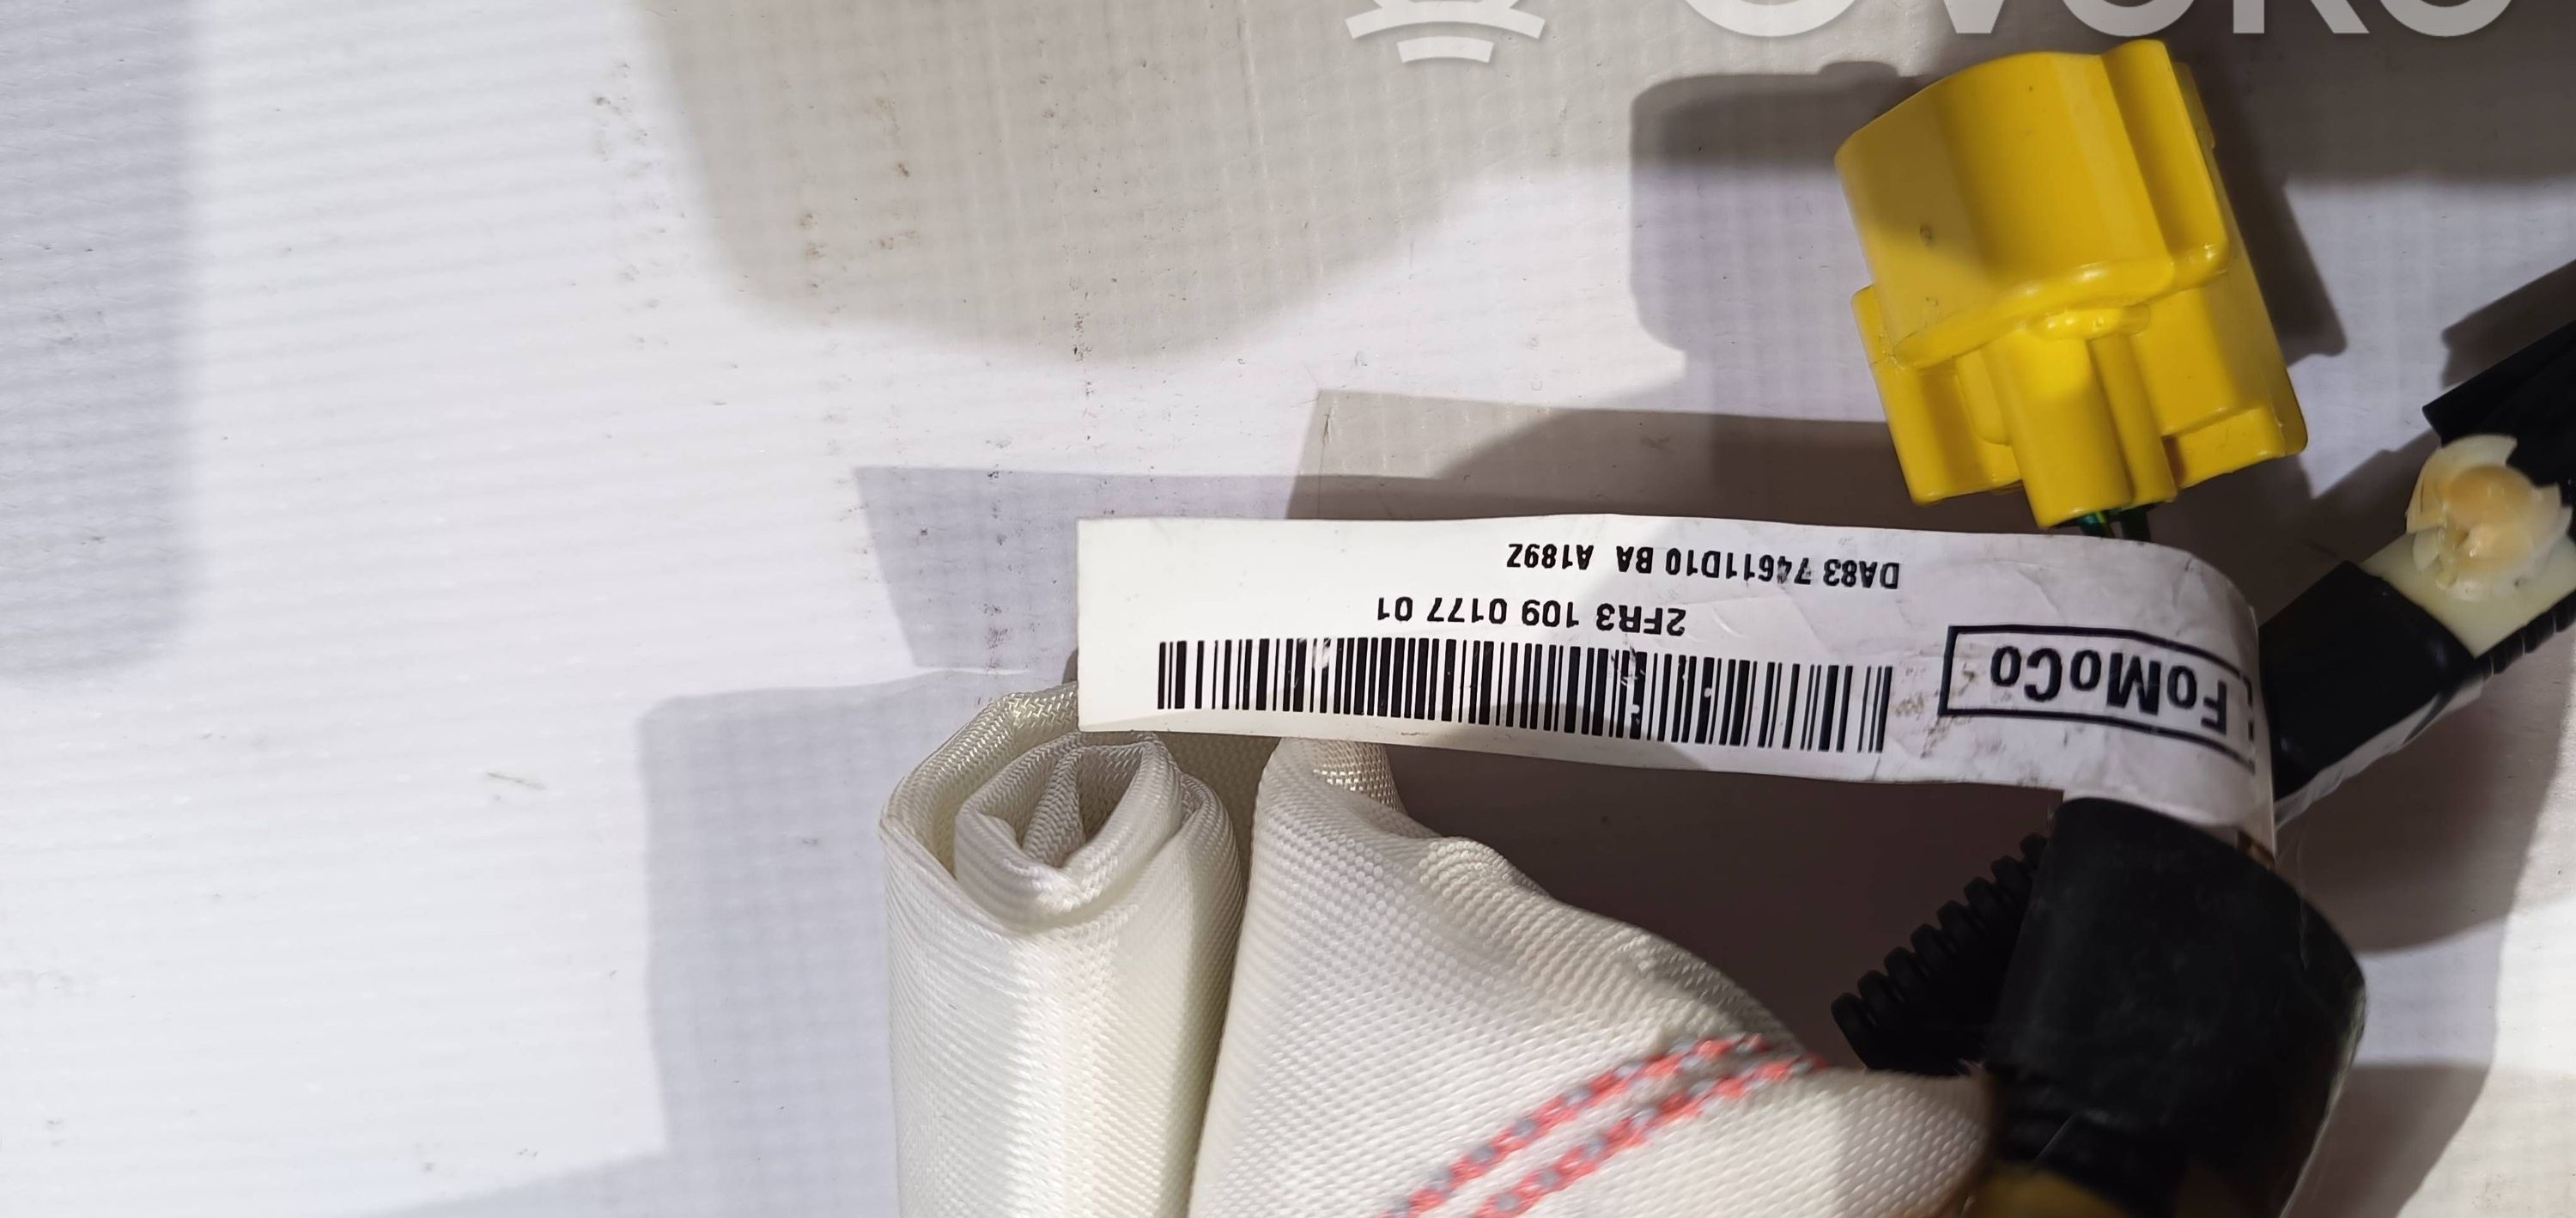 FoMoCo
2FR3 109 0177 01
DA83 74611D10 BA A189Z